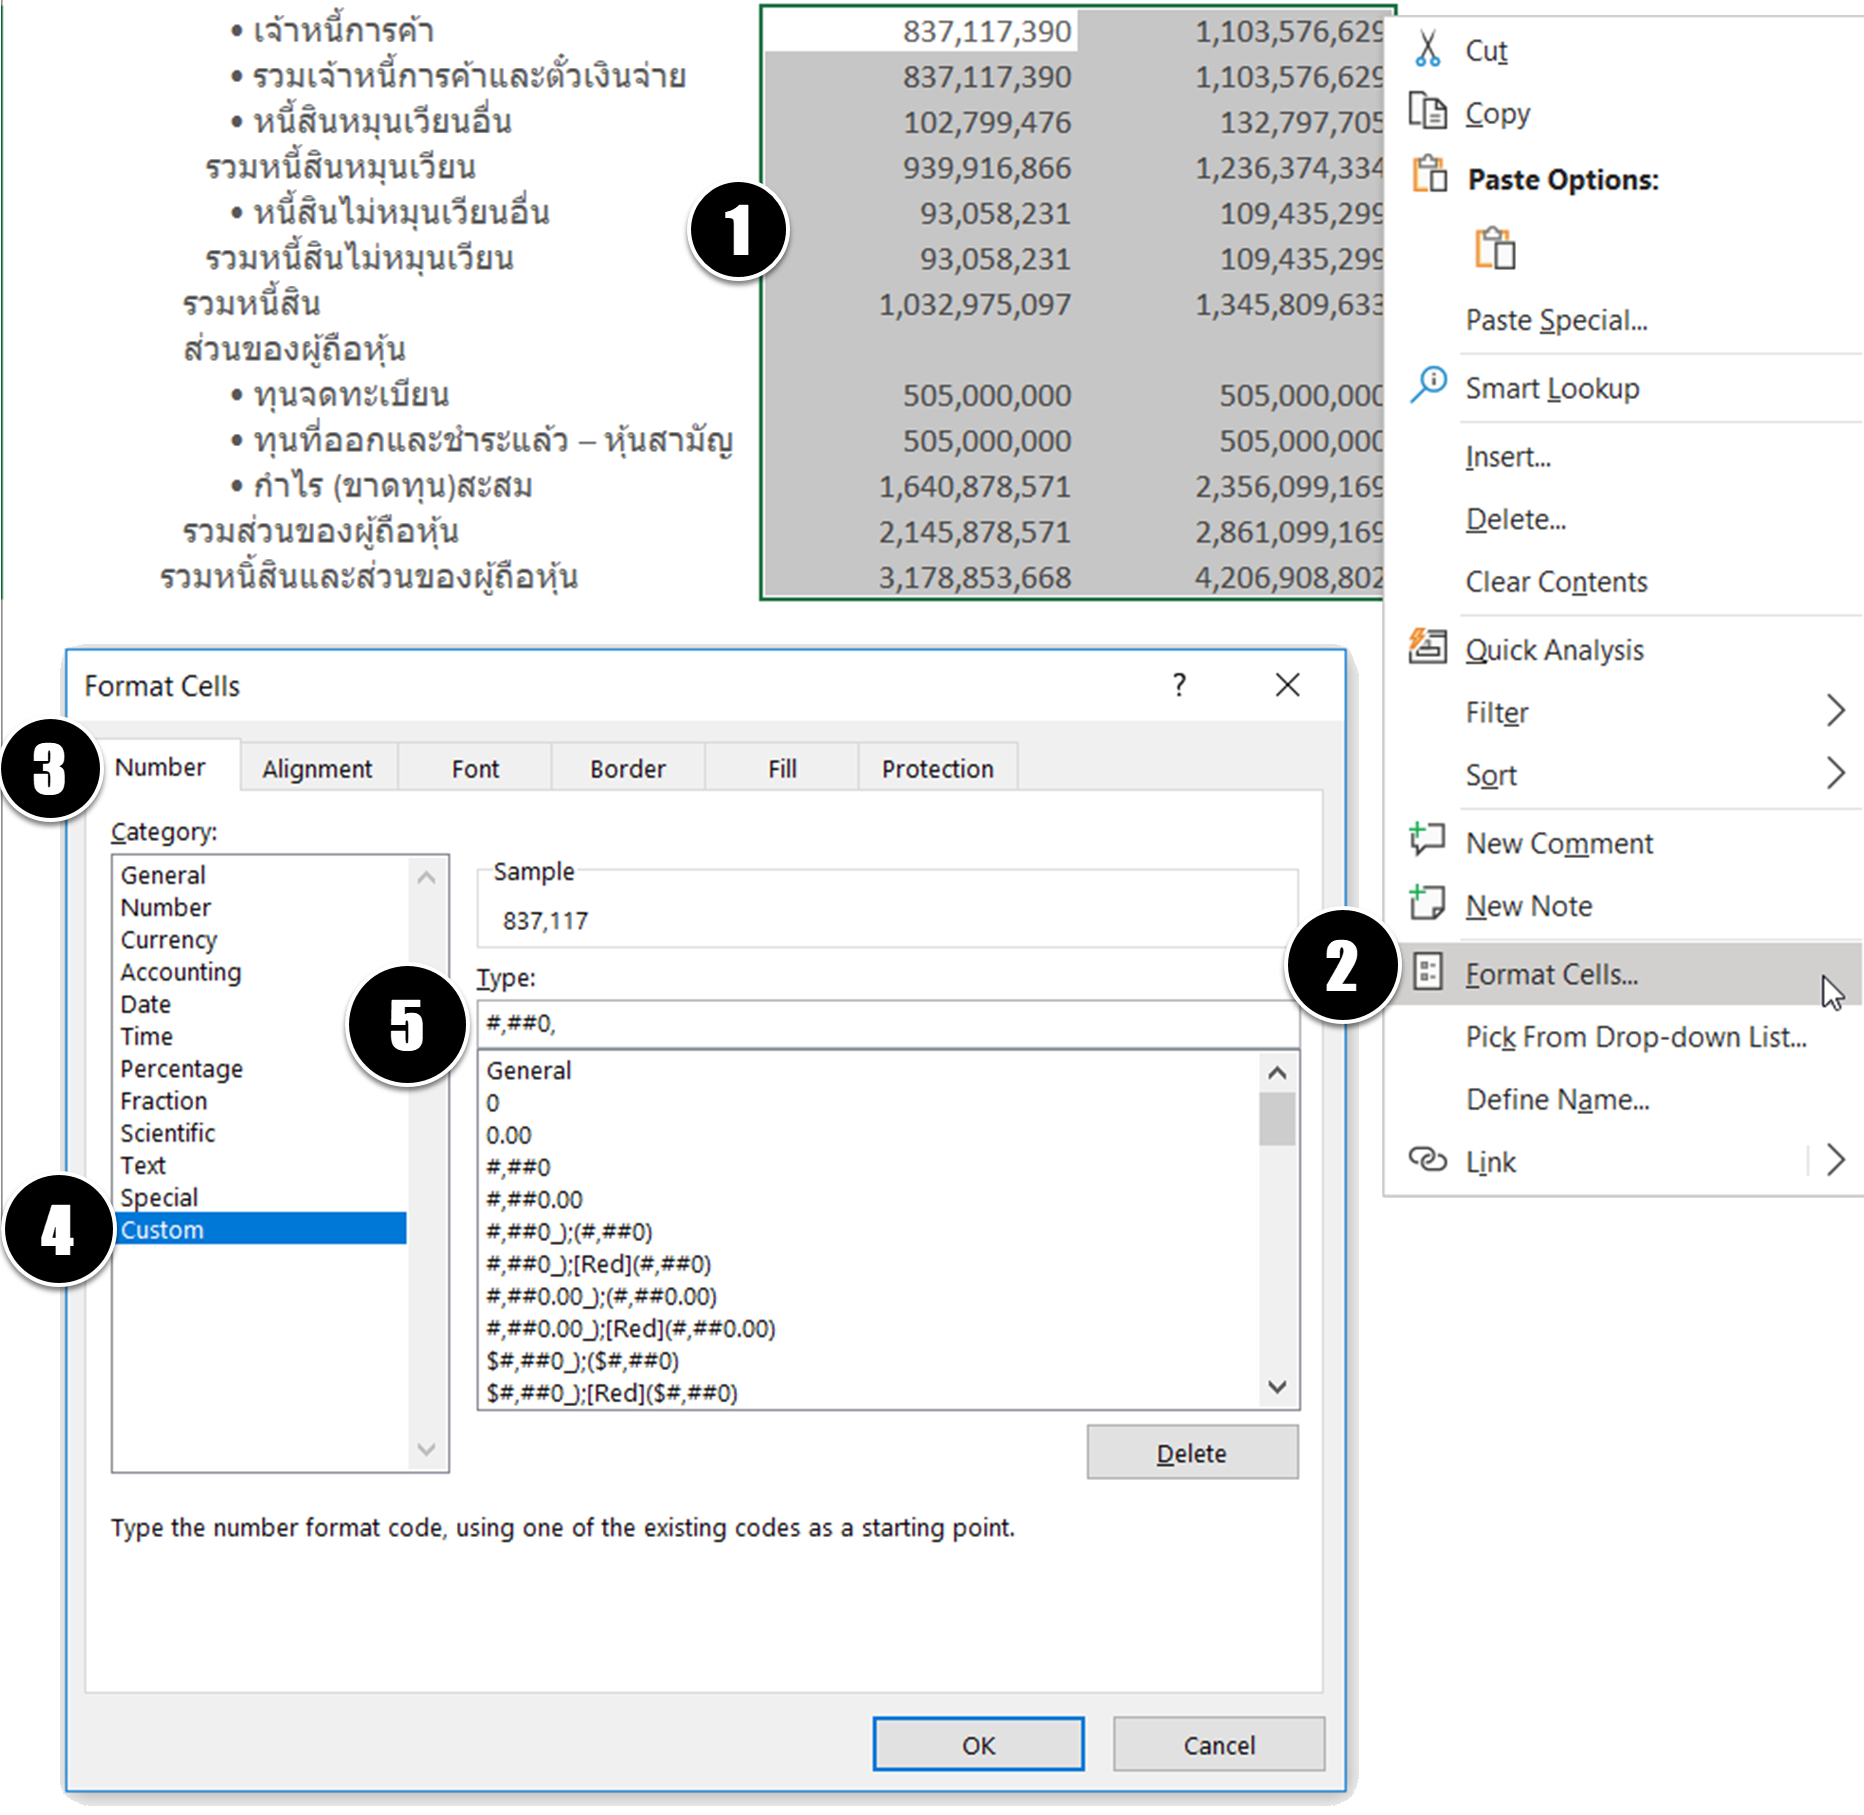 • เจ้าหนี้การค้า 837,117,390 1,103,576,629
• รวมเจ้าหนี้การค้าและตั๋วเงินจ่าย 837,117,390 1,103,576,629
• หนี้สินหมุนเวียนอื่น 102,799,476 132,797,705
รวมหนี้สินหมุนเวียน 939,916,866 1,236,374,334
• หนี้สินไม่หมุนเวียนอื่น 93,058,231 109,435,299
รวมหนี้สินไม่หมุนเวียน 93,058,231 109,435,299
รวมหนี้สิน 1,032,975,097 1,345,809,633
ส่วนของผู้ถือหุ้น
• ทุนจดทะเบียน 505,000,000 505,000,000
• ทุนที่ออกและชำระแล้ว – หุ้นสามัญ 505,000,000 505,000,000
• กำไร (ขาดทุน)สะสม 1,640,878,571 2,356,099,169
รวมส่วนของผู้ถือหุ้น 2,145,878,571 2,861,099,169
รวมหนี้สินและส่วนของผู้ถือหุ้น 3,178,853,668 4,206,908,802
1
Cut
Copy
Paste Options:
Paste Special...
Smart Lookup
Insert...
Delete...
Clear Contents
Quick Analysis
Filter
Sort
New Comment
New Note
2
Format Cells...
Pick From Drop-down List...
Define Name...
Link
Format Cells ?
3
Number Alignment Font Border Fill Protection
Category:
General
Number
Currency
Accounting
Date
Time
Percentage
Fraction
Scientific
Text
Special
4
Custom
Sample
837,117
Type:
5
#,##0,
General
0
0.00
#,##0
#,##0.00
#,##0_);(#,##0)
#,##0_);[Red](#,##0)
#,##0.00_);(#,##0.00)
#,##0.00_);[Red](#,##0.00)
$#,##0_);($#,##0)
$#,##0_);[Red]($#,##0)
Delete
Type the number format code, using one of the existing codes as a starting point.
OK Cancel